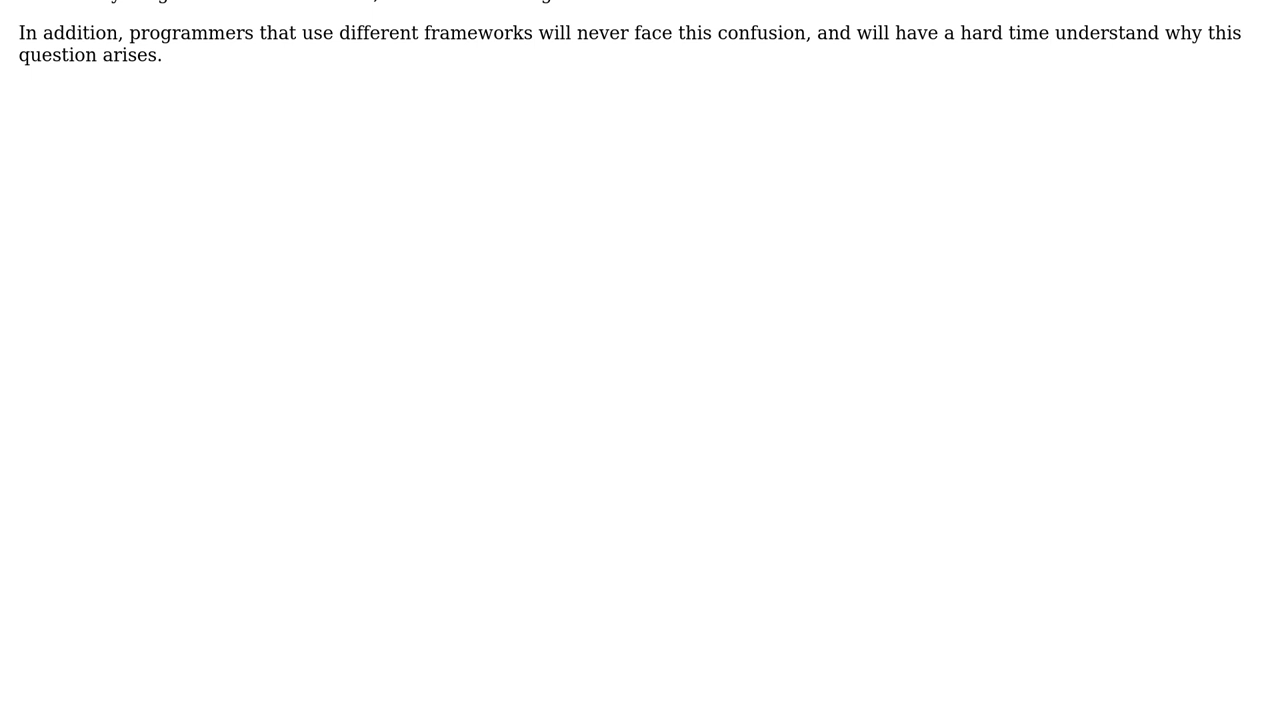 In addition, programmers that use different frameworks will never face this confusion, and will have a hard time understand why this
question arises.